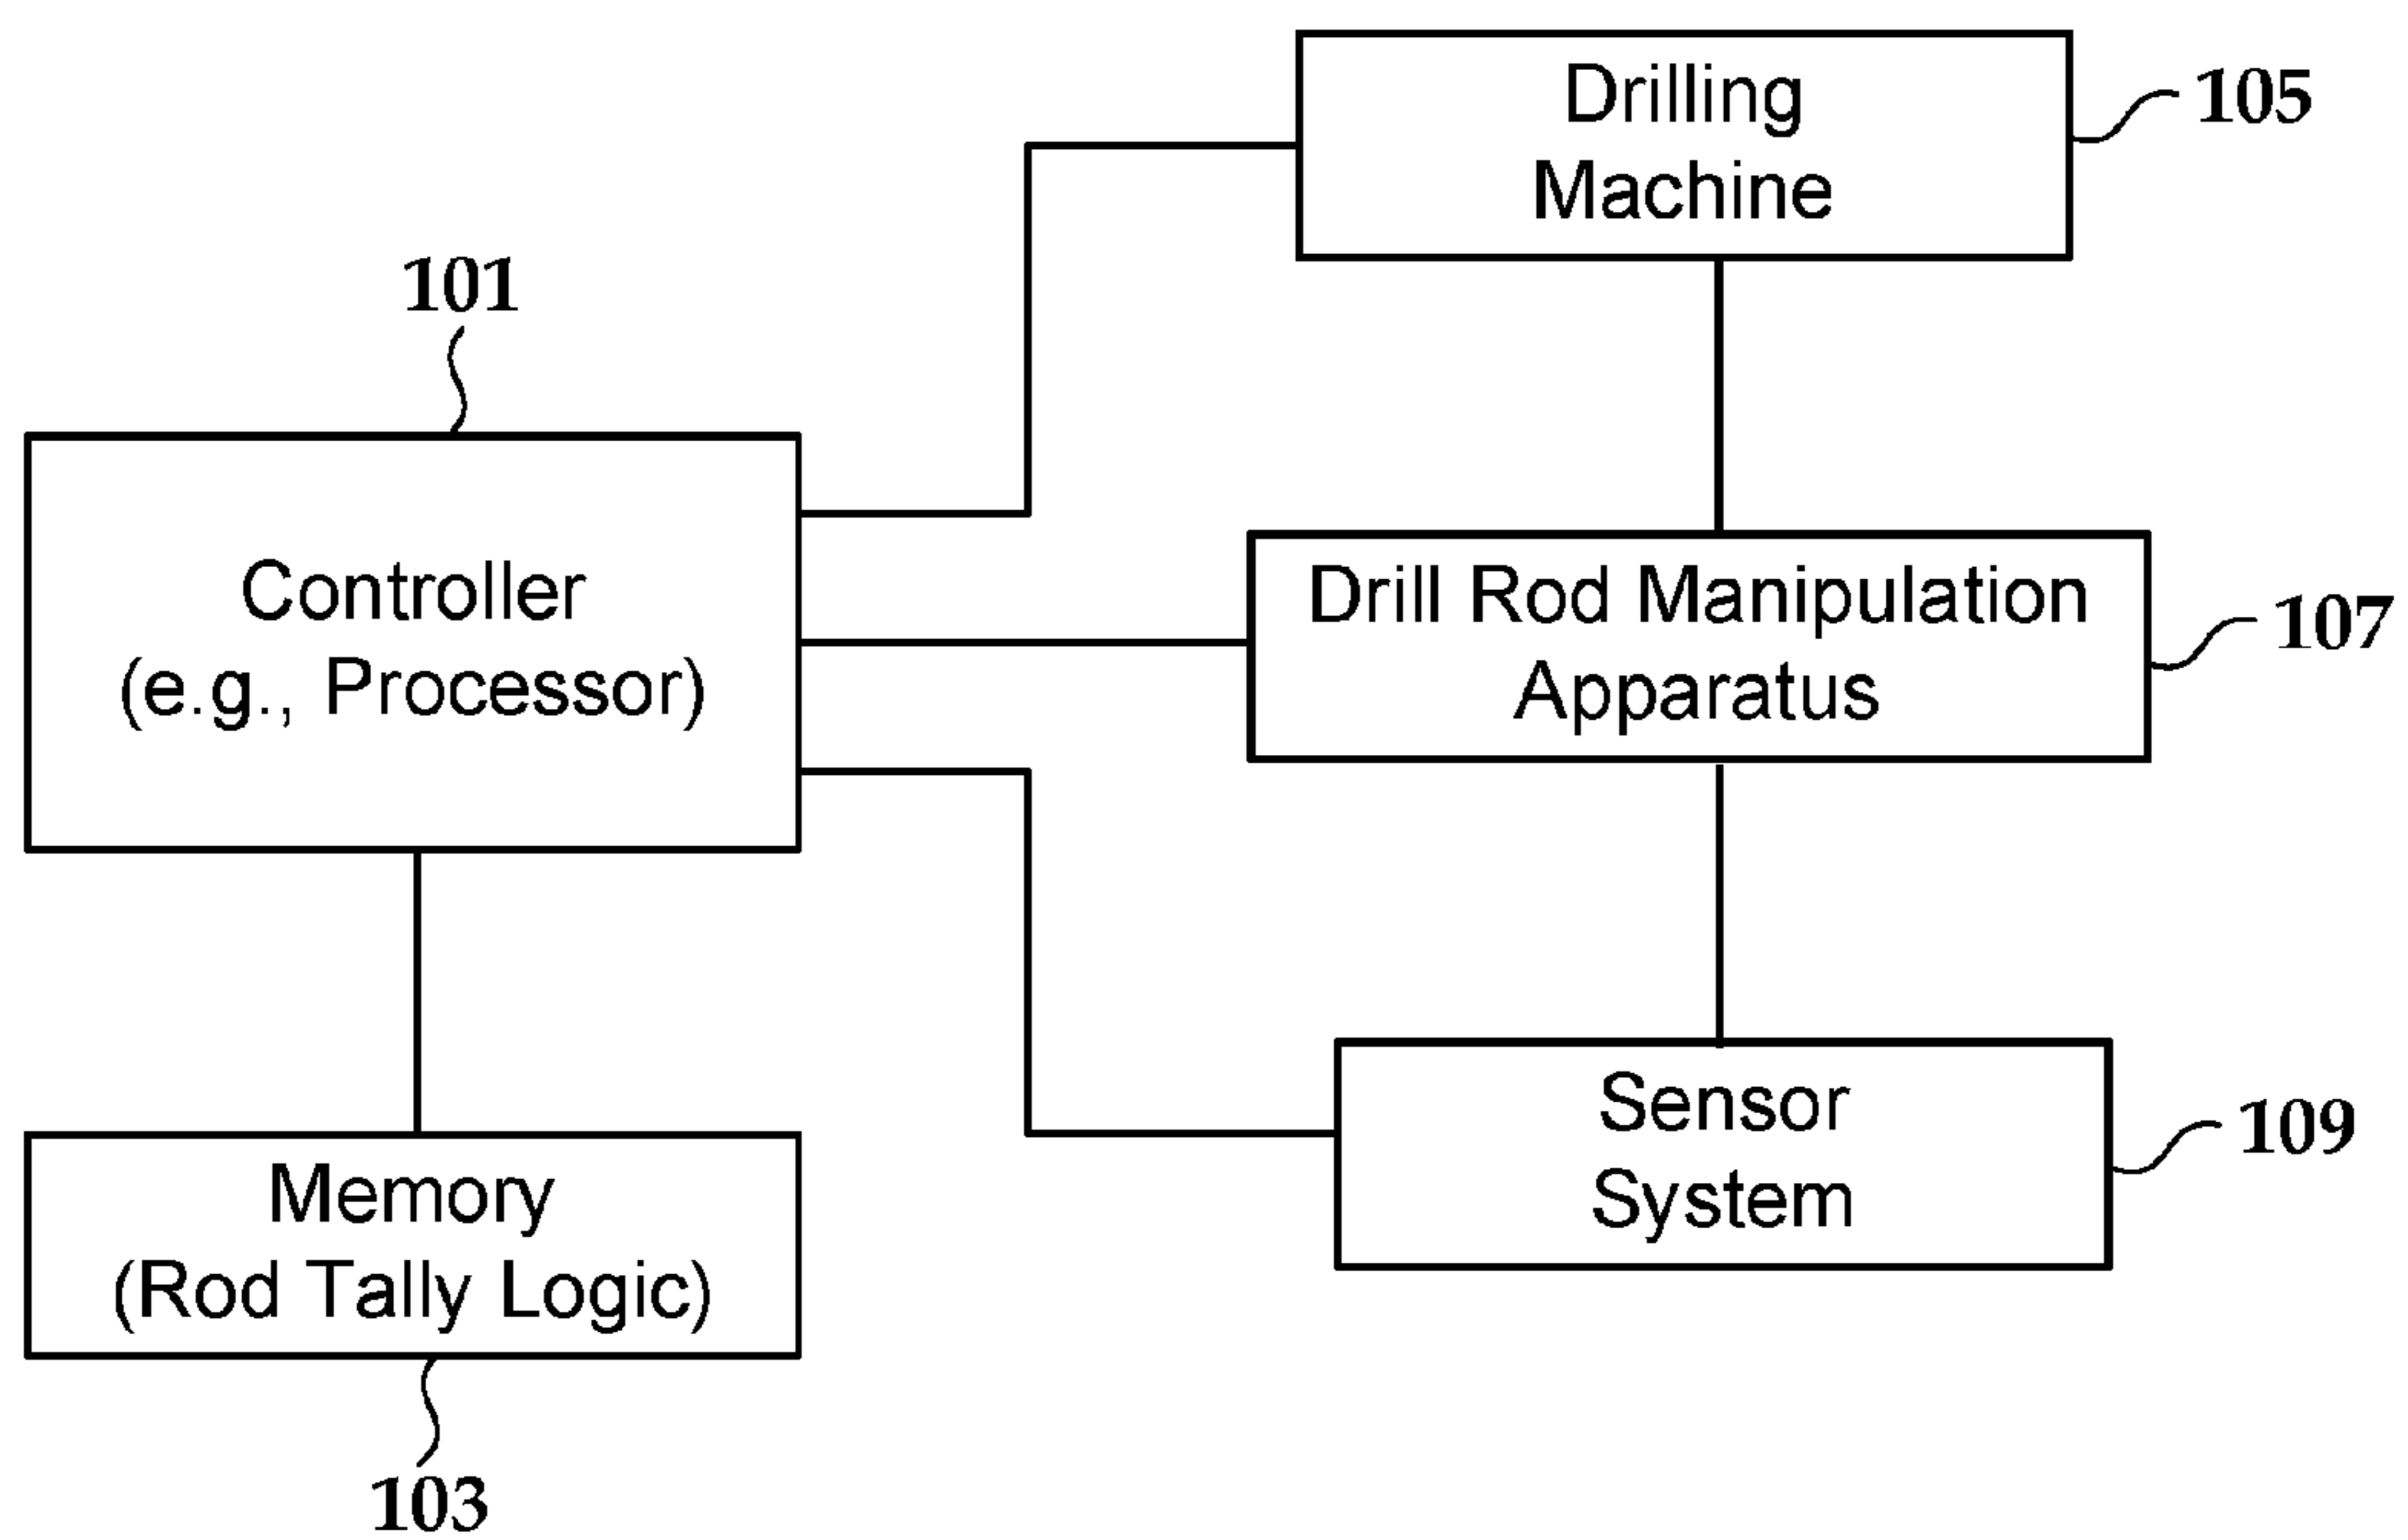 Drilling
Machine
105
101
Controller
(e.g., Processor)
Drill Rod Manipulation
Apparatus
107
Memory
(Rod Tally Logic)
103
Sensor
System
109